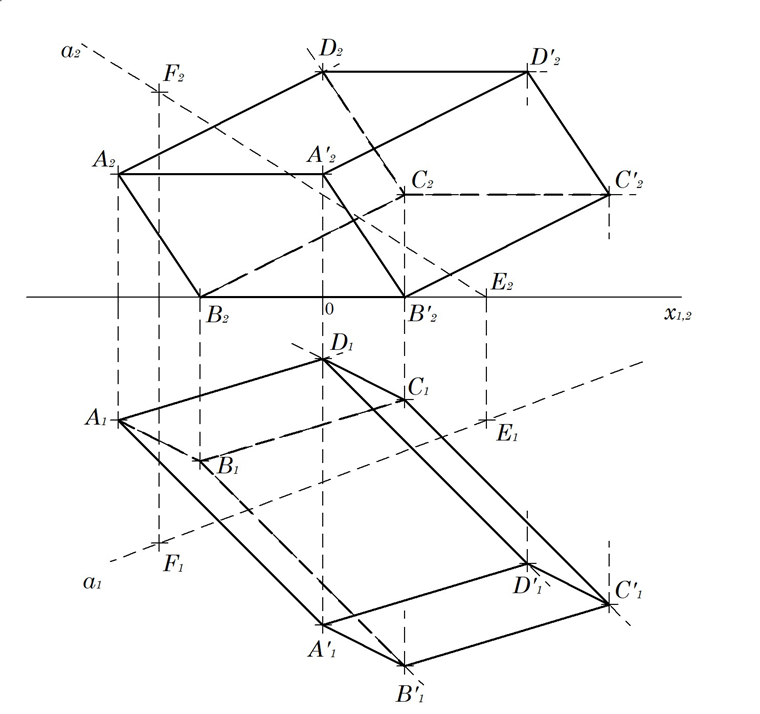 a₂ F₂ D₂ D'₂
A₂ A'₂ C₂ C'₂
E₂
B₂ 0 B'₂ x₁,₂
D₁
A₁ C₁
B₁ E₁
F₁
a₁ D'₁ C'₁
A'₁
B'₁